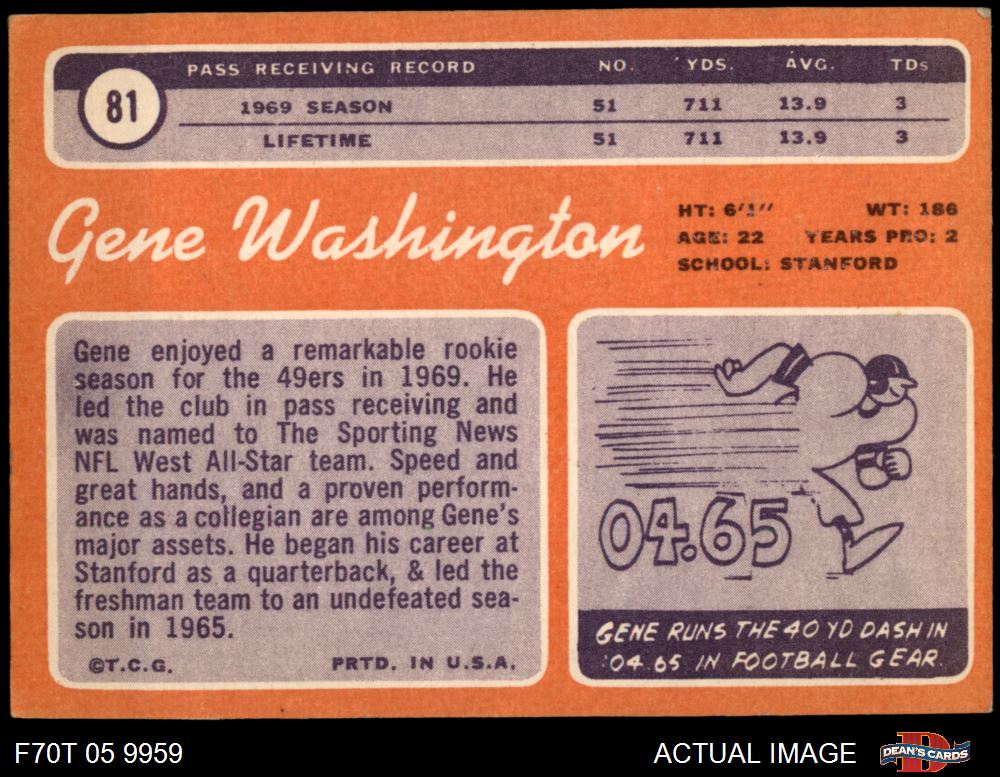 81
PASS RECEIVING RECORD NO. YDS. AVG. TDs
1969 SEASON 51 711 13.9 3
LIFETIME 51 711 13.9 3
Gene Washington
HT: 6'1" WT: 186
AGE: 22 YEARS PRO: 2
SCHOOL: STANFORD
Gene enjoyed a remarkable rookie
season for the 49ers in 1969. He
led the club in pass receiving and
was named to The Sporting News
NFL West All-Star team. Speed and
great hands, and a proven perform-
ance as a collegian are among Gene's
major assets. He began his career at
Stanford as a quarterback, & led the
freshman team to an undefeated sea-
son in 1965.
©T.C.G. PRTD. IN U.S.A.
04.65
GENE RUNS THE 40 YD DASH IN
:04.65 IN FOOTBALL GEAR.
F70T 05 9959 ACTUAL IMAGE DEAN'S CARDS